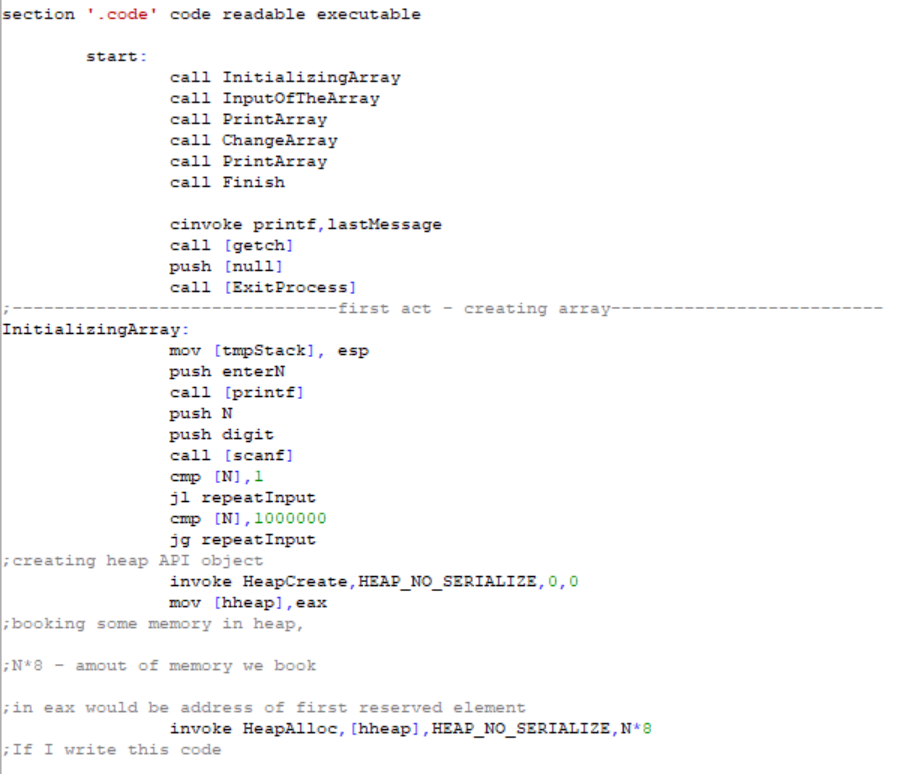 section '.code' code readable executable
start:
call InitializingArray
call InputOfTheArray
call PrintArray
call ChangeArray
call PrintArray
call Finish
cinvoke printf,lastMessage
call [getch]
push [null]
call [ExitProcess]
;-------------------------------first act - creating array--------------------------
InitializingArray:
mov [tmpStack], esp
push enterN
call [printf]
push N
push digit
call [scanf]
cmp [N],1
jl repeatInput
cmp [N],1000000
jg repeatInput
;creating heap API object
invoke HeapCreate,HEAP_NO_SERIALIZE,0,0
mov [hheap],eax
;booking some memory in heap,
;N*8 - amout of memory we book
;in eax would be address of first reserved element
invoke HeapAlloc,[hheap],HEAP_NO_SERIALIZE,N*8
;If I write this code